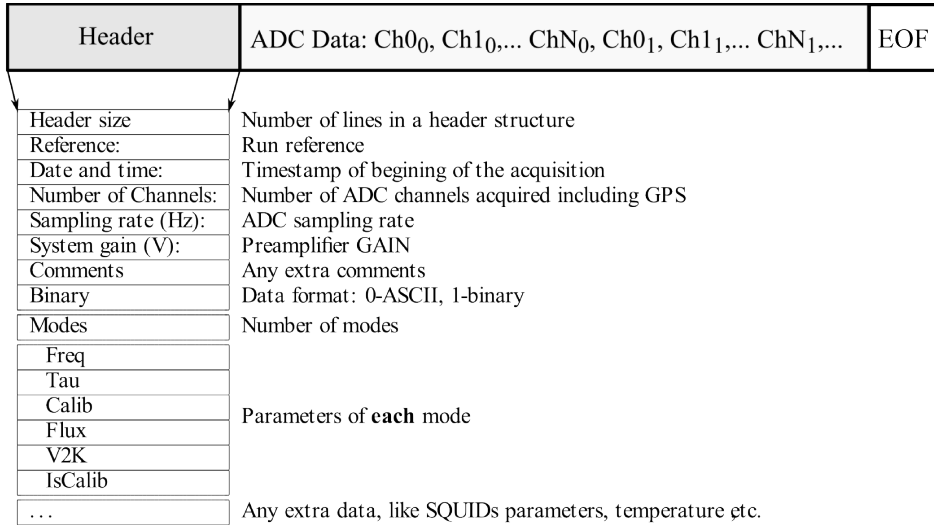 Header ADC Data: Ch0₀, Ch1₀,... ChN₀, Ch0₁, Ch1₁,... ChN₁,... EOF
Header size Number of lines in a header structure
Reference: Run reference
Date and time: Timestamp of begining of the acquisition
Number of Channels: Number of ADC channels acquired including GPS
Sampling rate (Hz): ADC sampling rate
System gain (V): Preamplifier GAIN
Comments Any extra comments
Binary Data format: 0-ASCII, 1-binary
Modes Number of modes
Freq
Tau
Calib
Parameters of each mode
Flux
V2K
IsCalib
... Any extra data, like SQUIDs parameters, temperature ,etc.